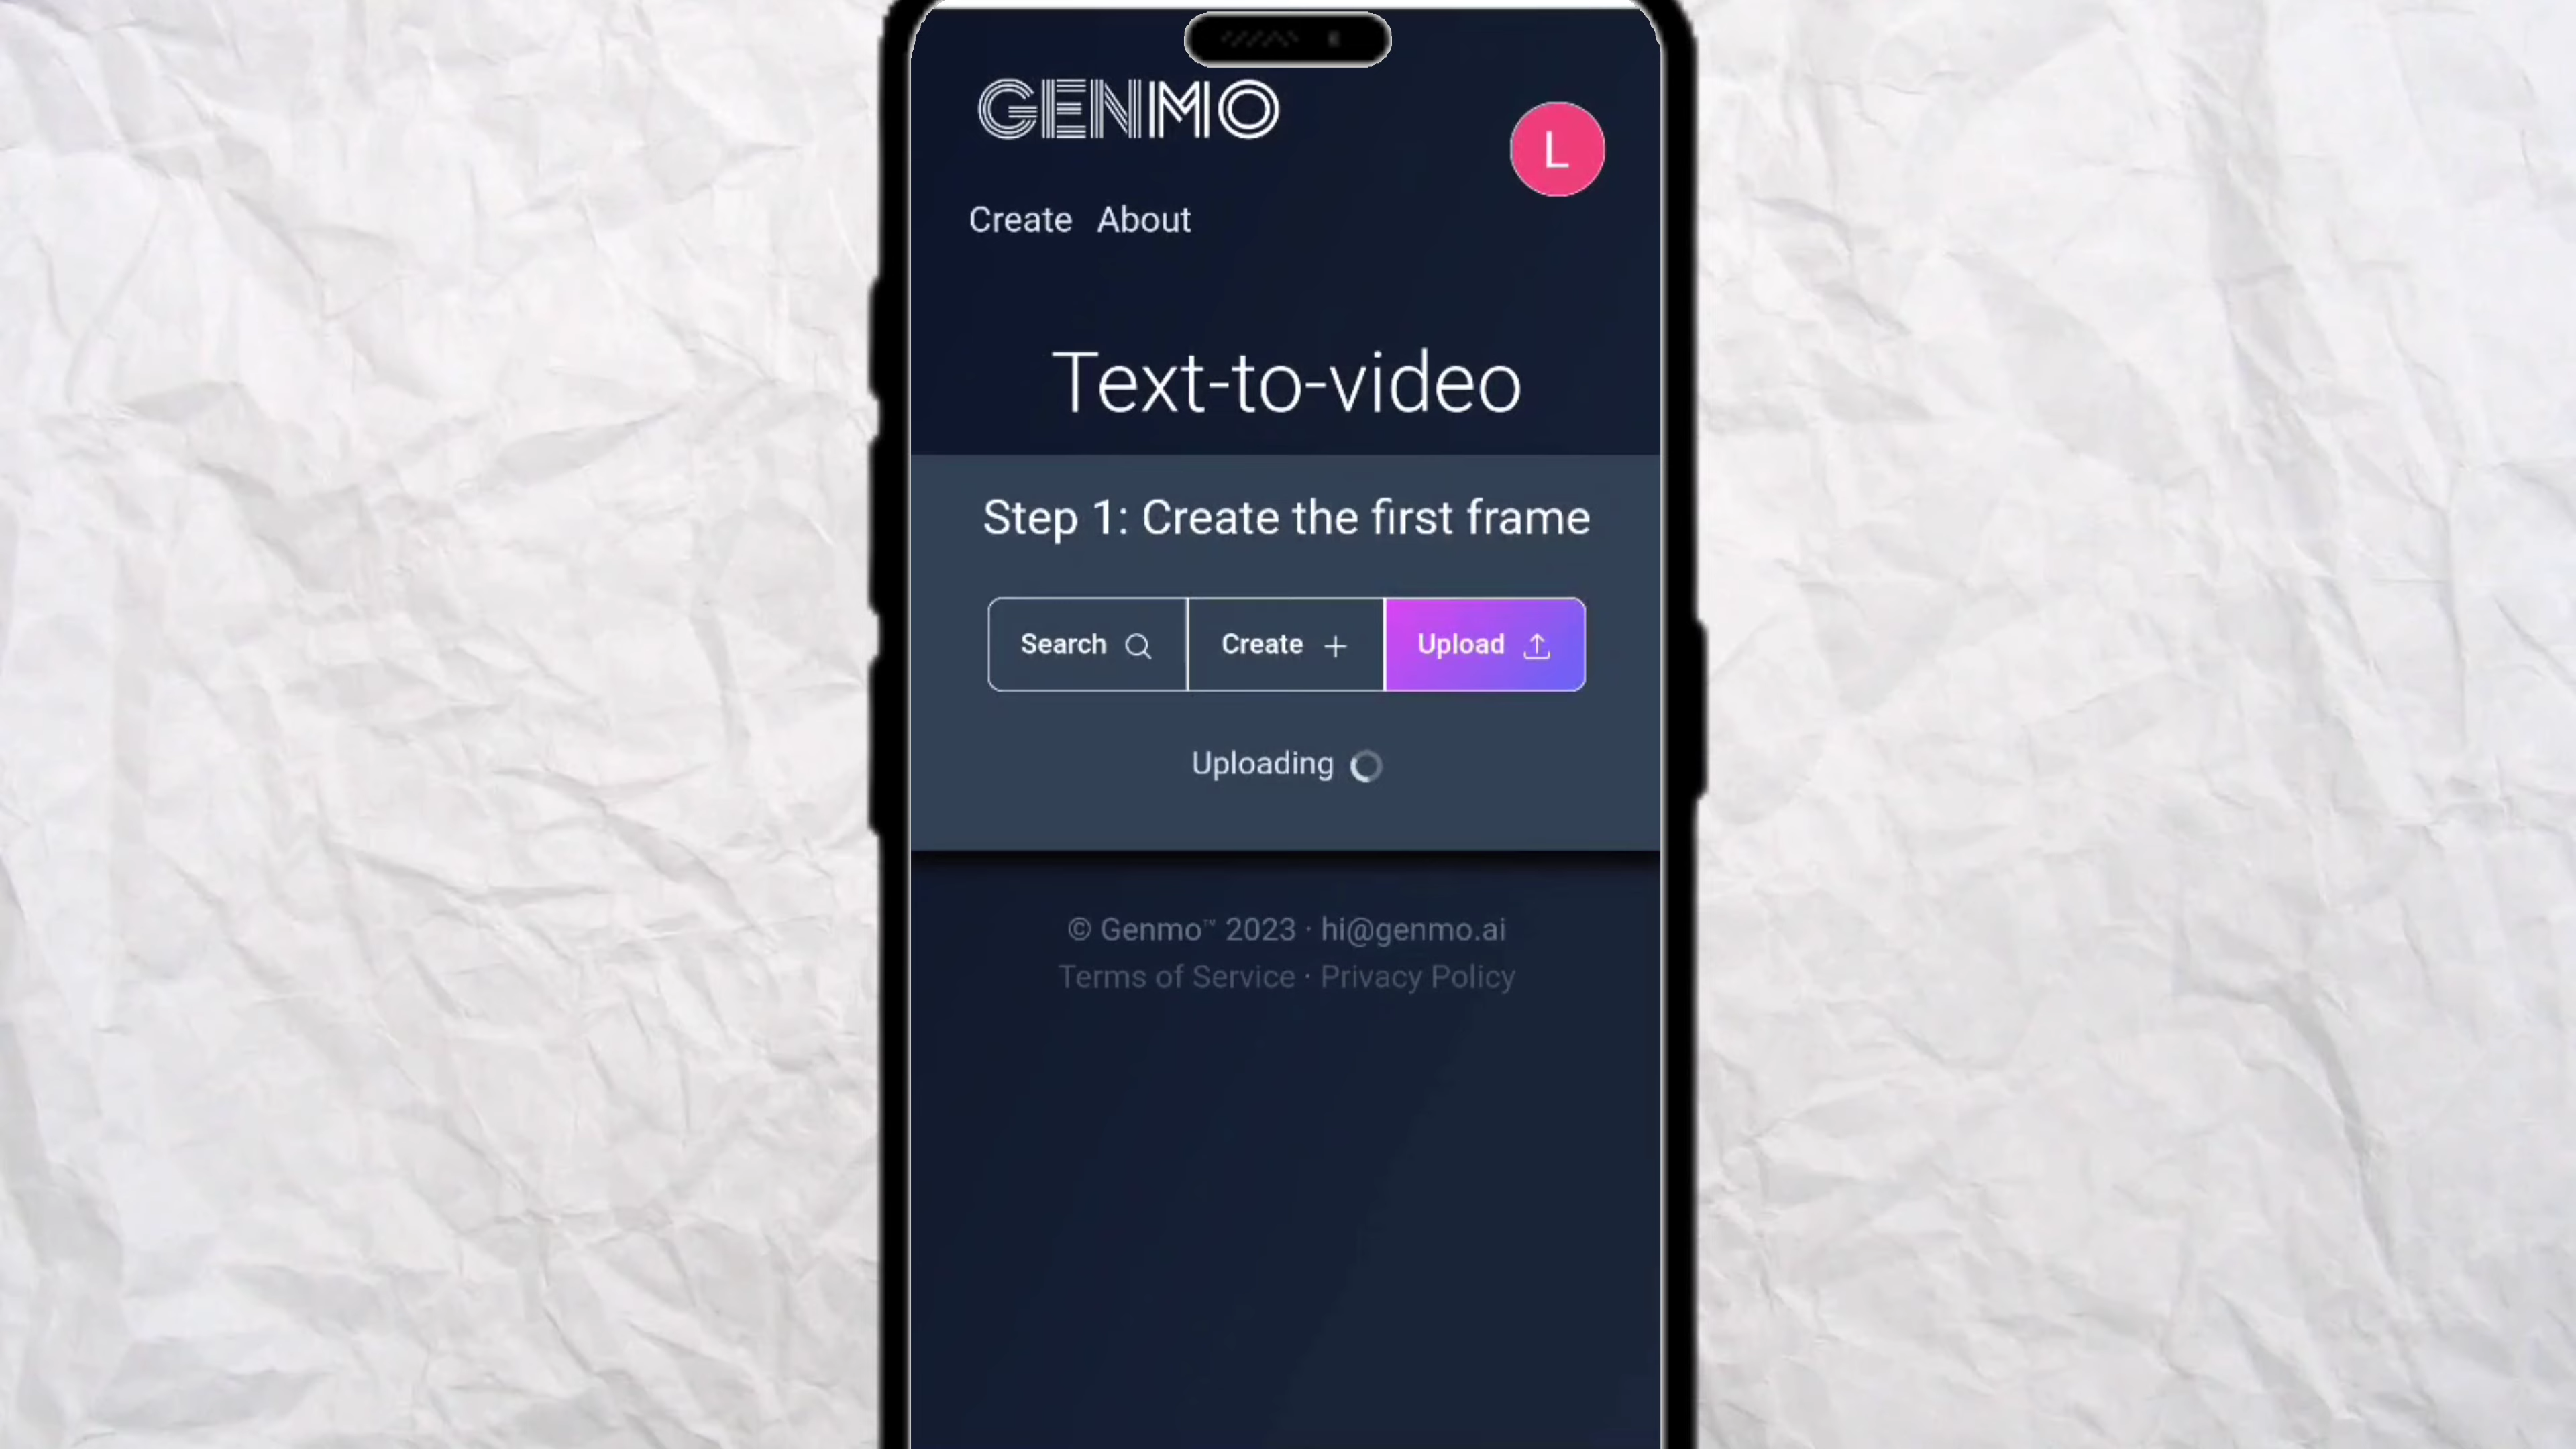 GENMO
L
Create About
Text-to-video
Step 1: Create the first frame
Search Create Upload
Uploading
© Genmo™ 2023 · hi@genmo.ai
Terms of Service · Privacy Policy